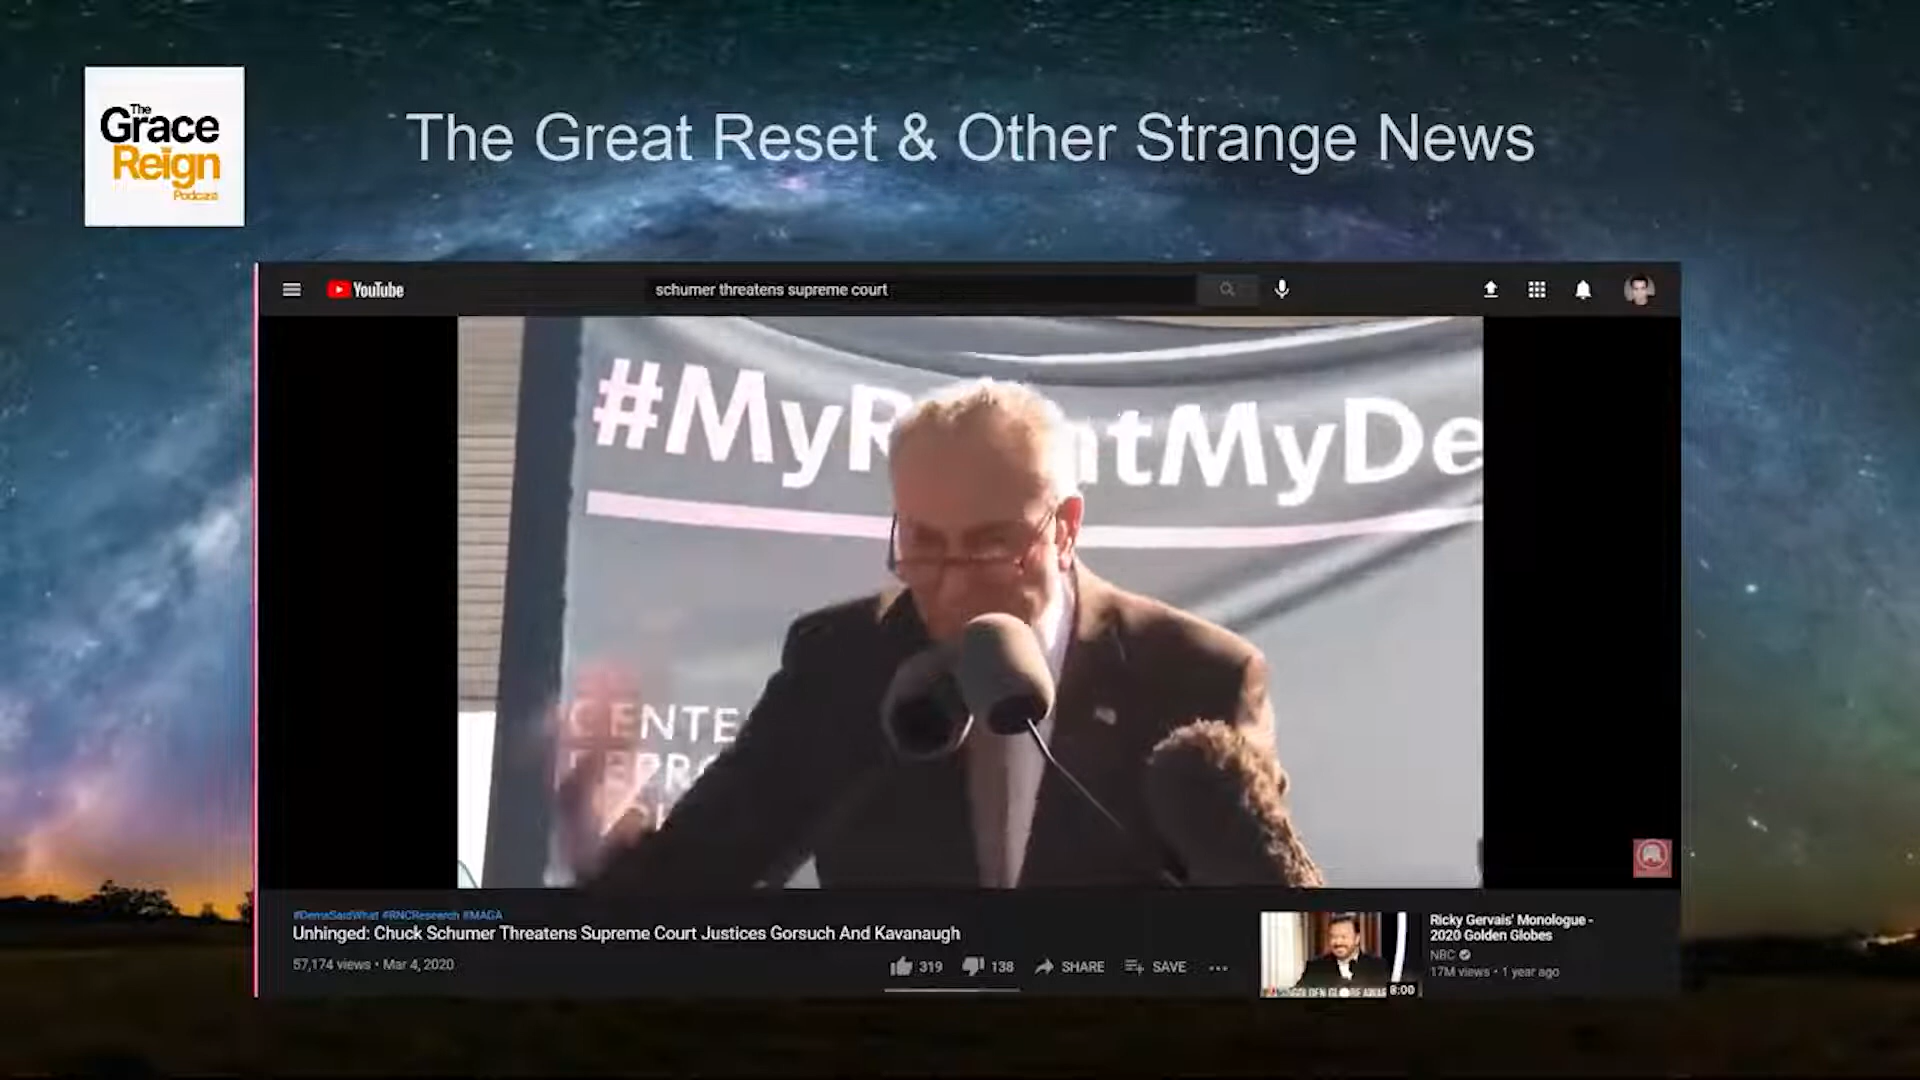 The
Grace
Reign
Podcast
The Great Reset & Other Strange News
YouTube
schumer threatens supreme court
#MyR ntMyDe
CENTE
REPR
#DemsSaidWhat #RNCResearch #MAGA
Unhinged: Chuck Schumer Threatens Supreme Court Justices Gorsuch And Kavanaugh
57,174 views • Mar 4, 2020
319
138
SHARE
SAVE
8:00
Ricky Gervais' Monologue -
2020 Golden Globes
NBC
17M views • 1 year ago